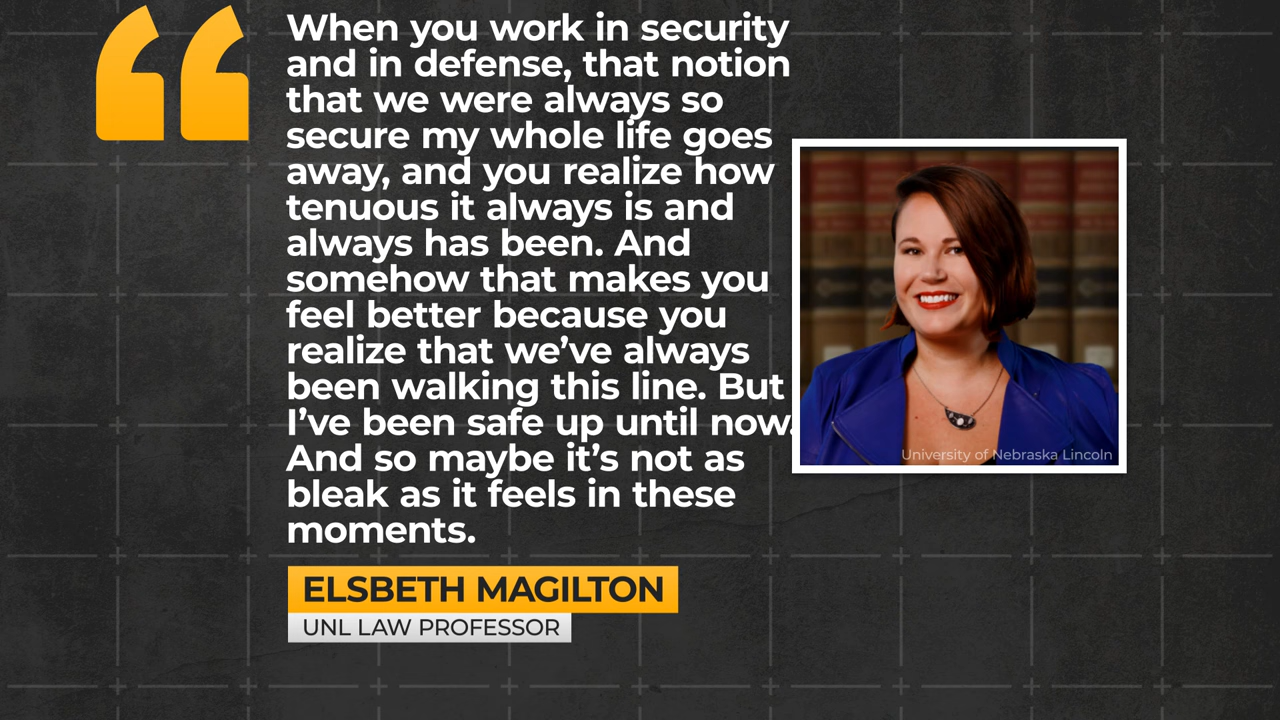 When you work in security
and in defense, that notion
that we were always so
secure my whole life goes
away, and you realize how
tenuous it always is and
always has been. And
somehow that makes you
feel better because you
realize that we’ve always
been walking this line. But
I’ve been safe up until now.
And so maybe it’s not as
bleak as it feels in these
moments.
ELSBETH MAGILTON
UNL LAW PROFESSOR
University of Nebraska Lincoln